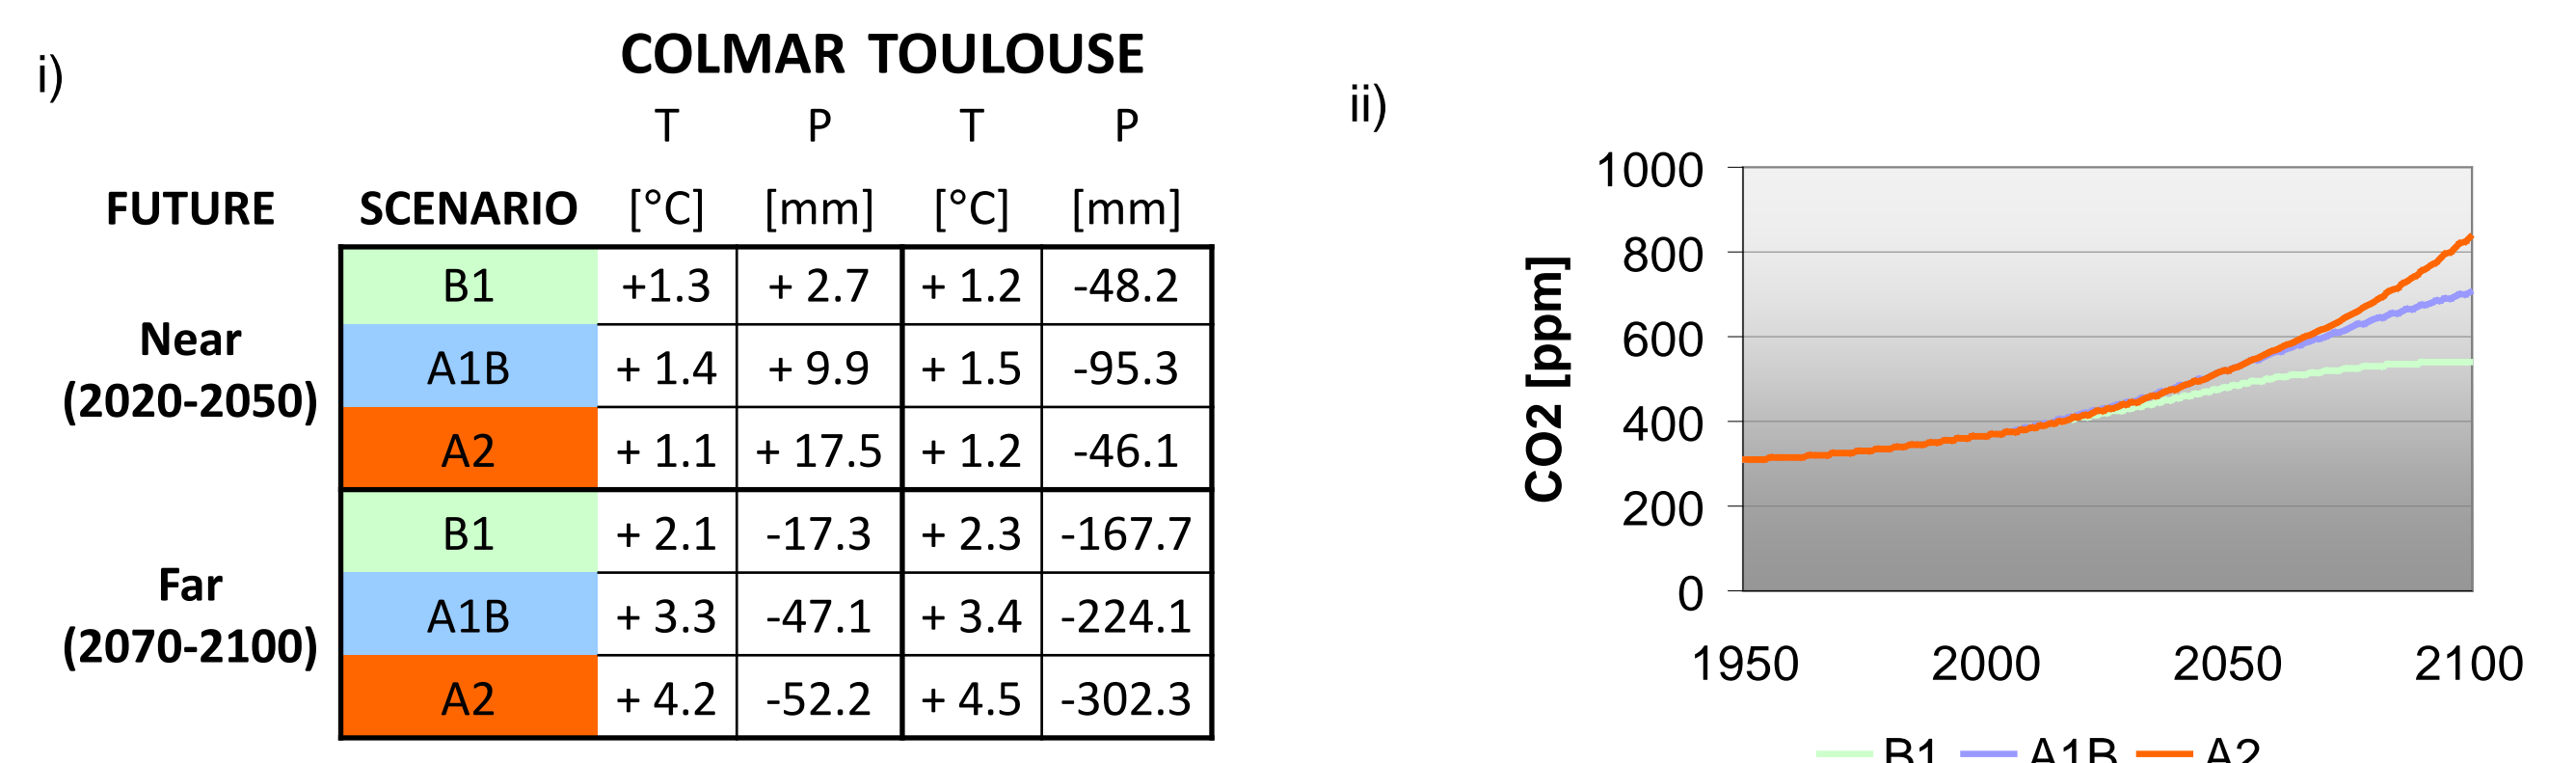 i)
COLMAR TOULOUSE
T P T P
FUTURE SCENARIO [°C] [mm] [°C] [mm]
Near
(2020-2050)
B1 +1.3 + 2.7 + 1.2 -48.2
A1B + 1.4 + 9.9 + 1.5 -95.3
A2 + 1.1 + 17.5 + 1.2 -46.1
Far
(2070-2100)
B1 + 2.1 -17.3 + 2.3 -167.7
A1B + 3.3 -47.1 + 3.4 -224.1
A2 + 4.2 -52.2 + 4.5 -302.3
ii)
CO2 [ppm]
1000
800
600
400
200
0
1950 2000 2050 2100
B1 A1B A2